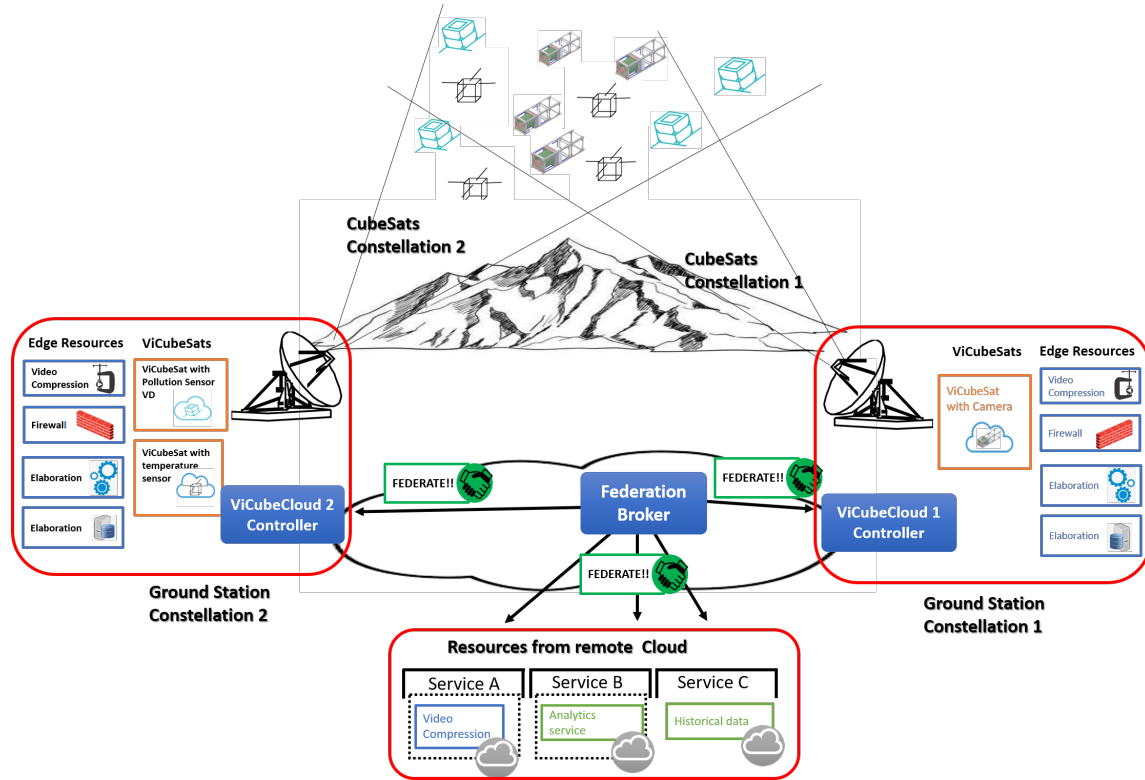 CubeSats
Constellation 2
CubeSats
Constellation 1
Edge Resources
Video
Compression
Firewall
Elaboration
Elaboration
ViCubeSats
ViCubeSat with
Pollution Sensor
VD
ViCubeSat with
temperature
sensor
ViCubeCloud 2
Controller
Ground Station
Constellation 2
FEDERATE!!
Federation
Broker
FEDERATE!!
FEDERATE!!
ViCubeSats
ViCubeSat
with Camera
Edge Resources
Video
Compression
Firewall
Elaboration
Elaboration
ViCubeCloud 1
Controller
Ground Station
Constellation 1
Resources from remote Cloud
Service A
Service B
Service C
Video
Compression
Analytics
service
Historical data